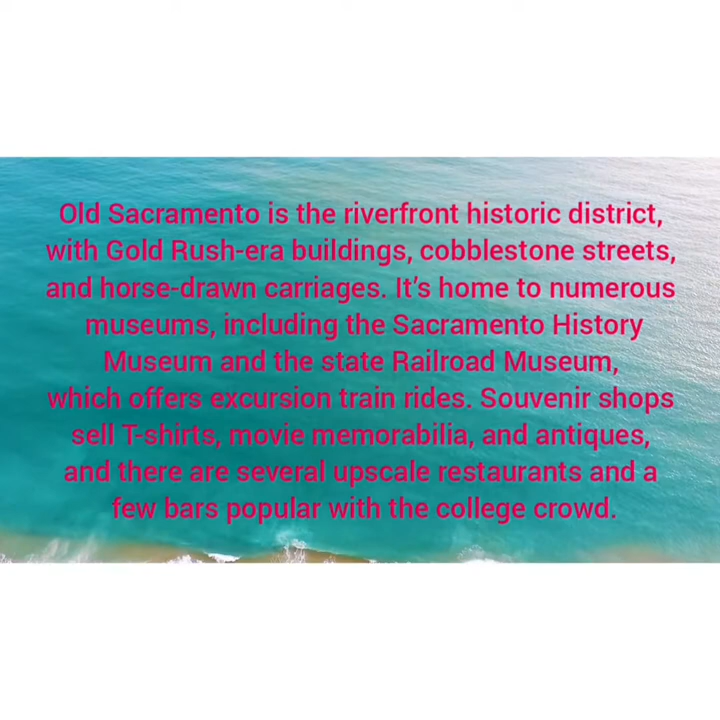 Old Sacramento is the riverfront historic district,
with Gold Rush-era buildings, cobblestone streets,
and horse-drawn carriages. It’s home to numerous
museums, including the Sacramento History
Museum and the state Railroad Museum,
which offers excursion train rides. Souvenir shops
sell T-shirts, movie memorabilia, and antiques,
and there are several upscale restaurants and a
few bars popular with the college crowd.